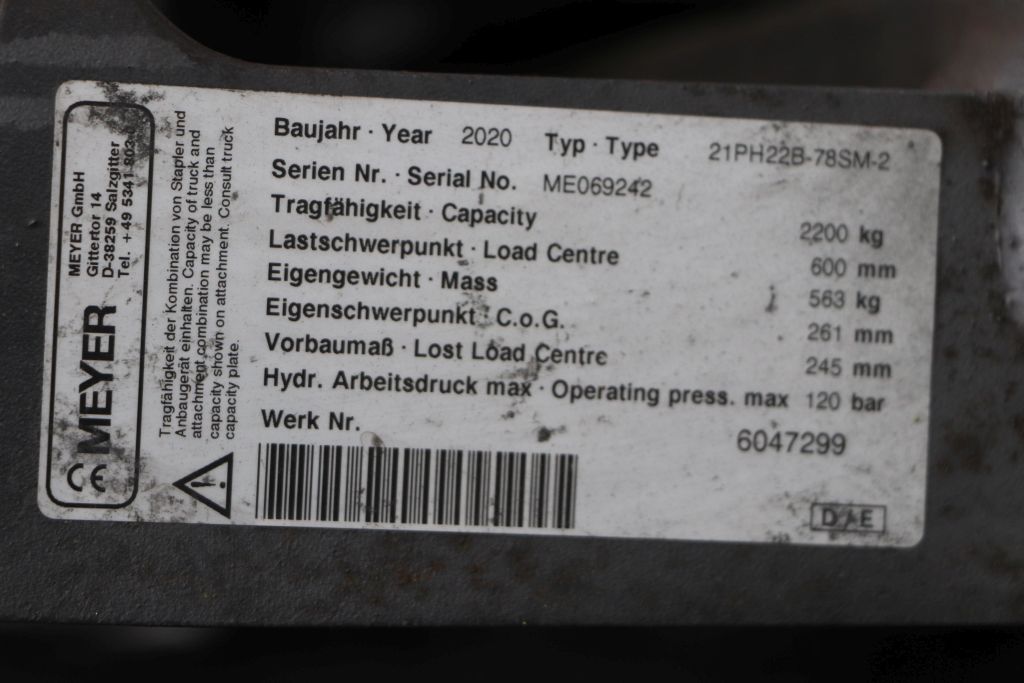 Baujahr · Year 2020 Typ · Type 21PH22B-78SM-2
Serien Nr. · Serial No. ME069242
Tragfähigkeit · Capacity 2200 kg
Lastschwerpunkt · Load Centre 600 mm
Eigengewicht · Mass 563 kg
Eigenschwerpunkt · C.o.G. 261 mm
Vorbaumaß · Lost Load Centre 245 mm
Hydr. Arbeitsdruck max · Operating press. max 120 bar
Werk Nr. 6047299
D/E
CE MEYER
MEYER GmbH
Gittertor 14
D-38259 Salzgitter
Tel. +49 5341 803-0
Tragfähigkeit der Kombination von Stapler und
Anbaugerät einhalten. Capacity of truck and
attachment combination may be less than
capacity shown on attachment. Consult truck
capacity plate.